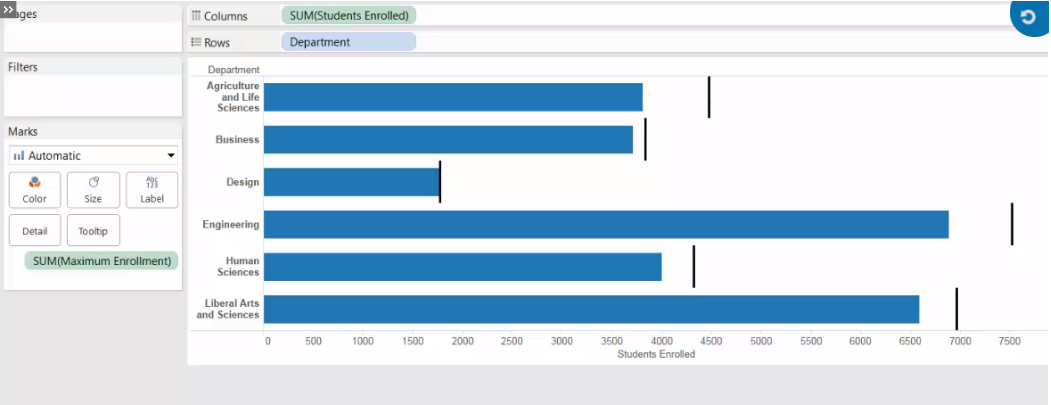 ages
Columns
SUM(Students Enrolled)
Rows
Department
Filters
Marks
Automatic
Color
Size
Abc
123
Label
Detail
Tooltip
SUM(Maximum Enrollment)
Department
Agriculture
and Life
Sciences
Business
Design
Engineering
Human
Sciences
Liberal Arts
and Sciences
0 500 1000 1500 2000 2500 3000 3500 4000 4500 5000 5500 6000 6500 7000 7500
Students Enrolled